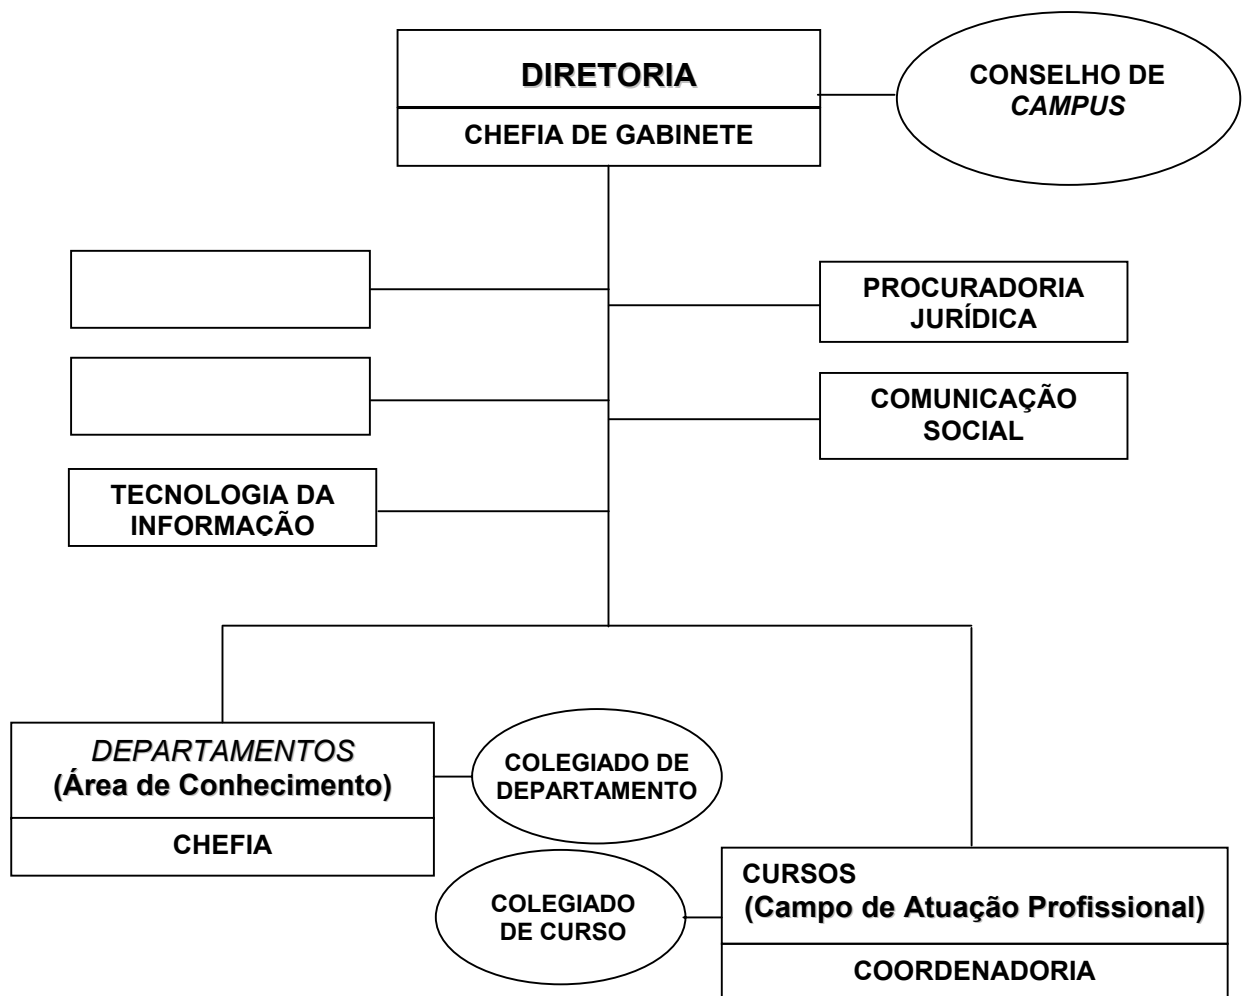 DIRETORIA
CHEFIA DE GABINETE
CONSELHO DE
CAMPUS
PROCURADORIA
JURÍDICA
COMUNICAÇÃO
SOCIAL
TECNOLOGIA DA
INFORMAÇÃO
DEPARTAMENTOS
(Área de Conhecimento)
CHEFIA
COLEGIADO DE
DEPARTAMENTO
COLEGIADO
DE CURSO
CURSOS
(Campo de Atuação Profissional)
COORDENADORIA